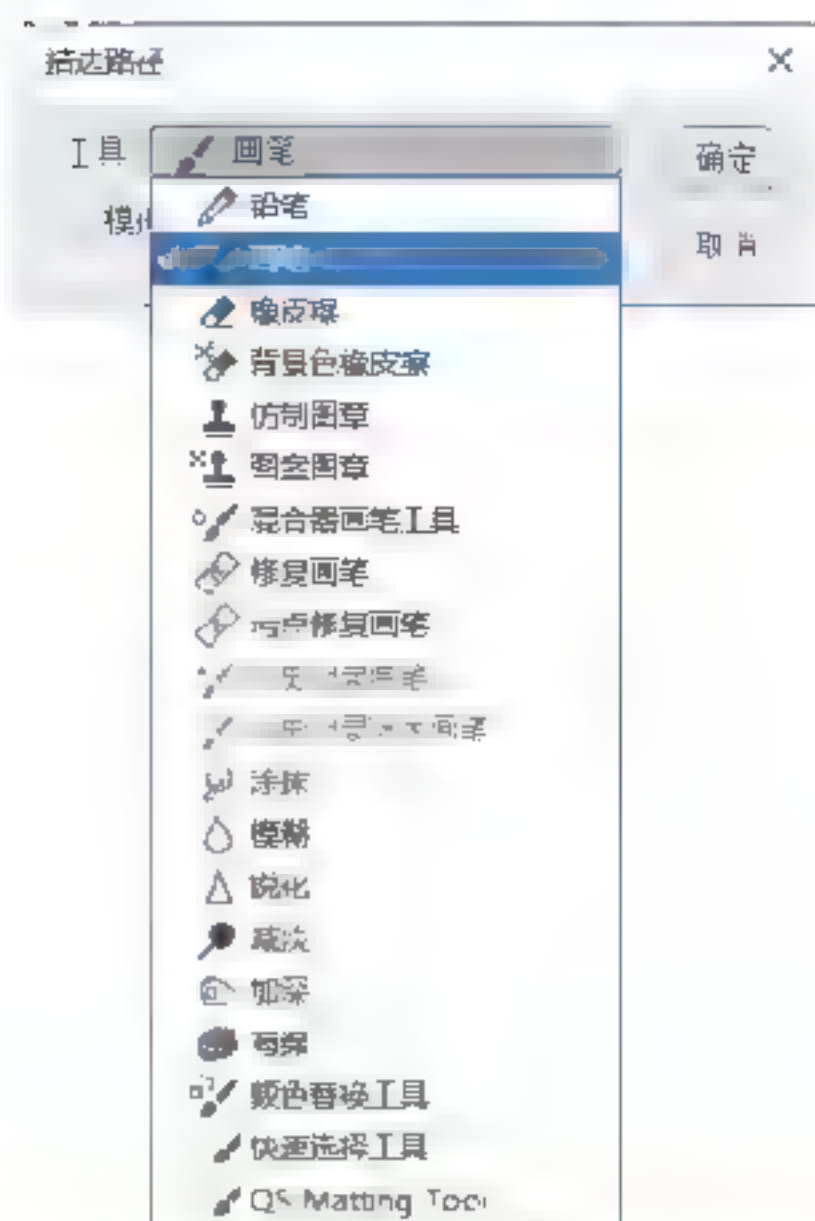 描边路径
工具 画笔 确定
取消
铅笔
橡皮擦
背景色橡皮擦
仿制图章
图案图章
混合器画笔工具
修复画笔
污点修复画笔
涂抹
模糊
锐化
减淡
加深
海绵
颜色替换工具
快速选择工具
QS Matting Tool